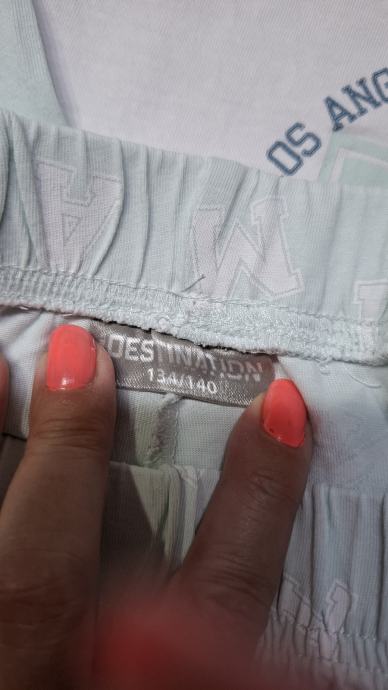 OS ANG
A
M
DESTINATION
134/140